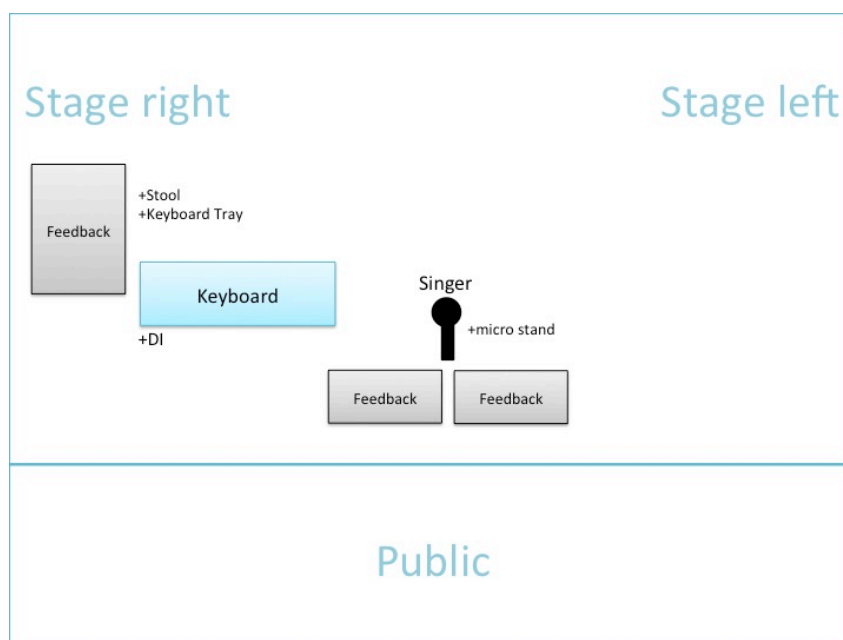 Stage right
Stage left
+Stool
+Keyboard Tray
Feedback
Keyboard
Singer
+DI
+micro stand
Feedback
Feedback
Public